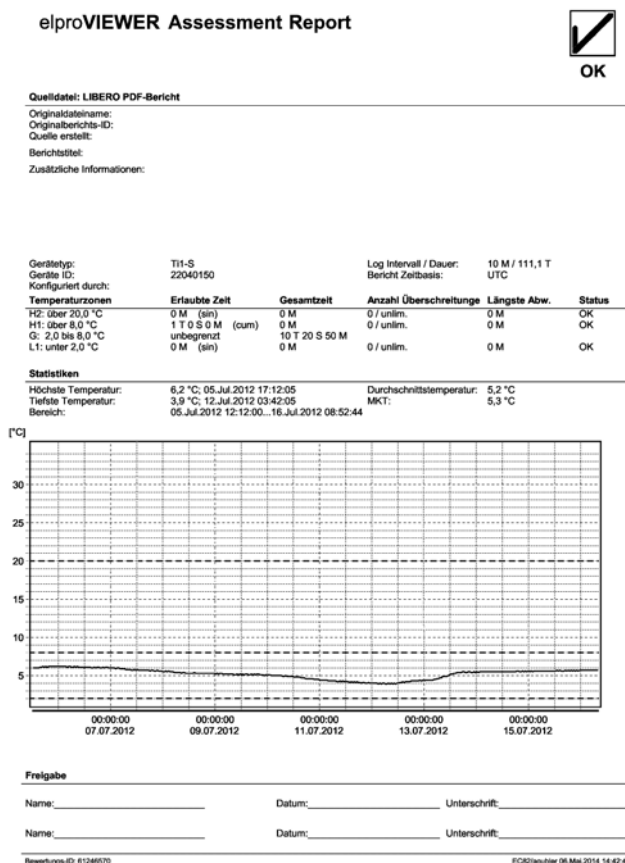 elproVIEWER Assessment Report
OK
Quelldatei: LIBERO PDF-Bericht
Originaldateiname:
Originalberichts-ID:
Quelle erstellt:
Berichtstitel:
Zusätzliche Informationen:
Gerätetyp: Ti1-S Log Intervall / Dauer: 10 M / 111,1 T
Geräte ID: 22040150 Bericht Zeitbasis: UTC
Konfiguriert durch:
Temperaturzonen Erlaubte Zeit Gesamtzeit Anzahl Überschreitunge Längste Abw. Status
H2: über 20,0 °C 0 M (sin) 0 M 0 / unlim. 0 M OK
H1: über 8,0 °C 1 T 0 S 0 M (cum) 0 M 0 / unlim. 0 M OK
G: 2,0 bis 8,0 °C unbegrenzt 10 T 20 S 50 M
L1: unter 2,0 °C 0 M (sin) 0 M 0 / unlim. 0 M OK
Statistiken
Höchste Temperatur: 6,2 °C; 05.Jul.2012 17:12:05 Durchschnittstemperatur: 5,2 °C
Tiefste Temperatur: 3,9 °C; 12.Jul.2012 03:42:05 MKT: 5,3 °C
Bereich: 05.Jul.2012 12:12:00...16.Jul.2012 08:52:44
[°C]
30
25
20
15
10
5
00:00:00 00:00:00 00:00:00 00:00:00 00:00:00
07.07.2012 09.07.2012 11.07.2012 13.07.2012 15.07.2012
Freigabe
Name: Datum: Unterschrift:
Name: Datum: Unterschrift:
Bewertungs-ID: 61246570 06.Mai.2014 14:42